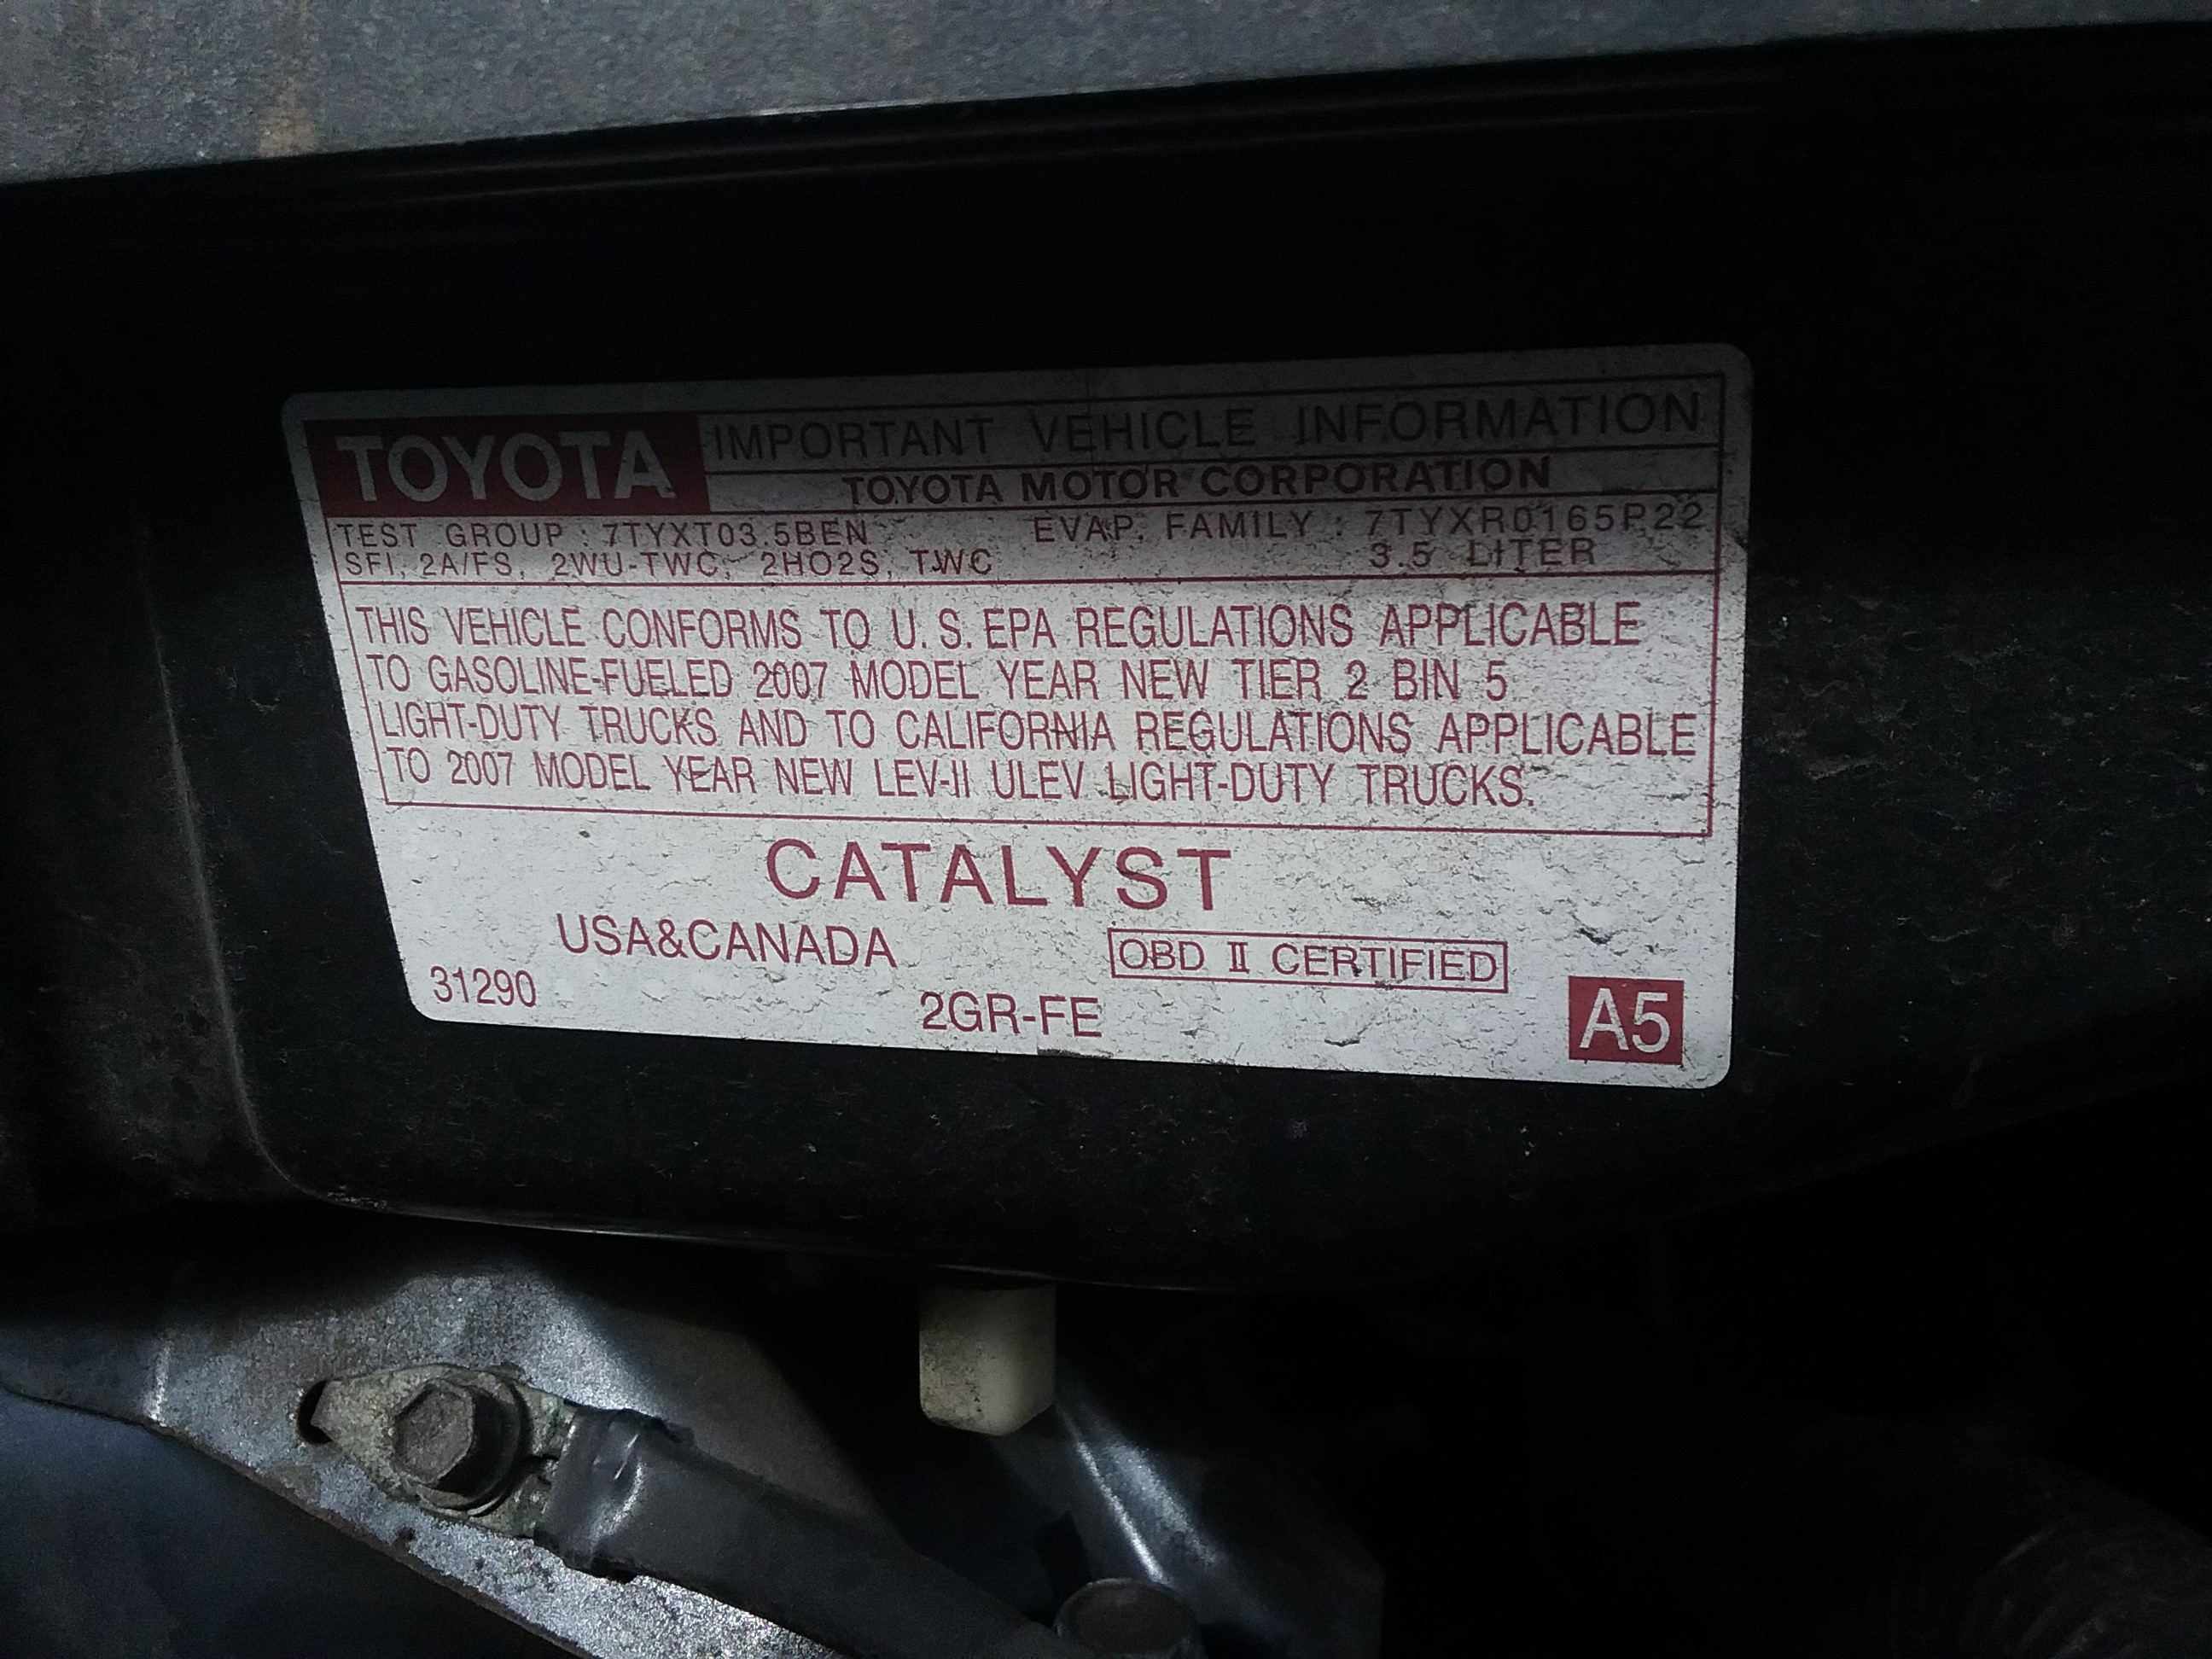 TOYOTA IMPORTANT VEHICLE INFORMATION
TOYOTA MOTOR CORPORATION
TEST GROUP : 7TYXT03.5BEN EVAP. FAMILY : 7TYXR0165P22
SFI, 2A/FS, 2WU-TWC, 2HO2S, TWC 3.5 LITER
THIS VEHICLE CONFORMS TO U.S. EPA REGULATIONS APPLICABLE
TO GASOLINE-FUELED 2007 MODEL YEAR NEW TIER 2 BIN 5
LIGHT-DUTY TRUCKS AND TO CALIFORNIA REGULATIONS APPLICABLE
TO 2007 MODEL YEAR NEW LEV-II ULEV LIGHT-DUTY TRUCKS.
CATALYST
USA&CANADA OBD II CERTIFIED
31290 2GR-FE A5